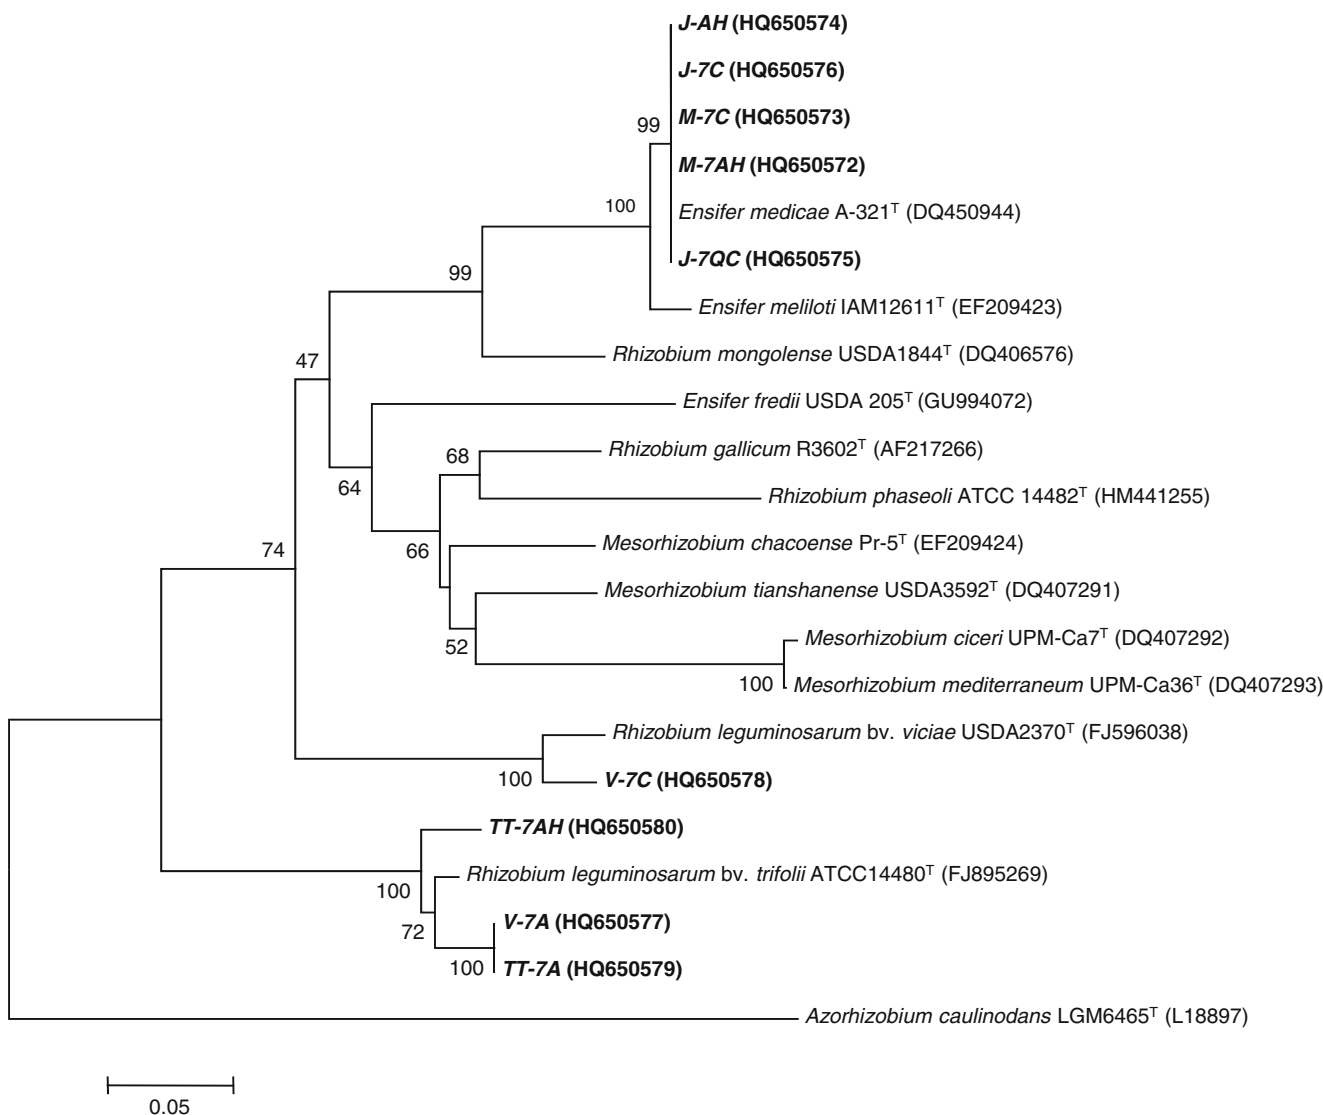 J-AH (HQ650574)
J-7C (HQ650576)
M-7C (HQ650573)
99
M-7AH (HQ650572)
100
Ensifer medicae A-321ᵀ (DQ450944)
J-7QC (HQ650575)
99
Ensifer meliloti IAM12611ᵀ (EF209423)
Rhizobium mongolense USDA1844ᵀ (DQ406576)
47
Ensifer fredii USDA 205ᵀ (GU994072)
Rhizobium gallicum R3602ᵀ (AF217266)
68
64
Rhizobium phaseoli ATCC 14482ᵀ (HM441255)
Mesorhizobium chacoense Pr-5ᵀ (EF209424)
74
66
Mesorhizobium tianshanense USDA3592ᵀ (DQ407291)
Mesorhizobium ciceri UPM-Ca7ᵀ (DQ407292)
52
100
Mesorhizobium mediterraneum UPM-Ca36ᵀ (DQ407293)
Rhizobium leguminosarum bv. viciae USDA2370ᵀ (FJ596038)
100
V-7C (HQ650578)
TT-7AH (HQ650580)
Rhizobium leguminosarum bv. trifolii ATCC14480ᵀ (FJ895269)
100
V-7A (HQ650577)
72
100
TT-7A (HQ650579)
Azorhizobium caulinodans LGM6465ᵀ (L18897)
0.05